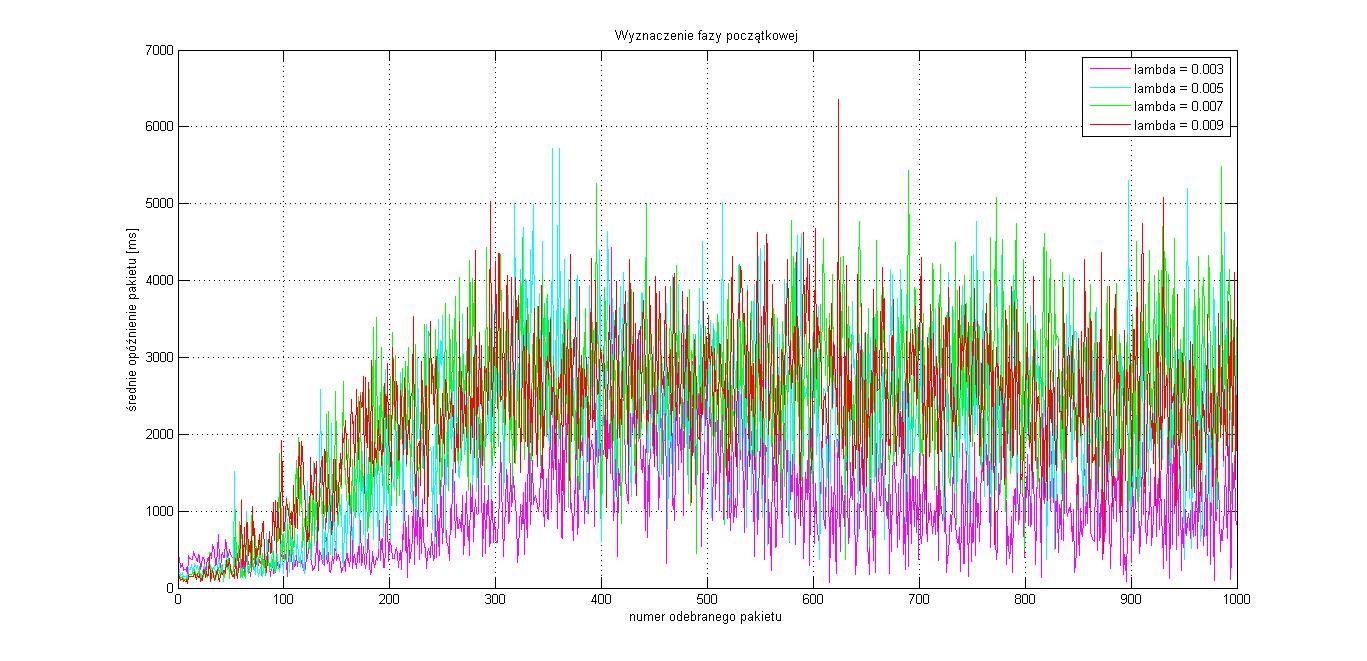 Wyznaczenie fazy początkowej
7000
6000
5000
4000
3000
2000
1000
0
średnie opóźnienie pakietu [ms]
lambda = 0.003
lambda = 0.005
lambda = 0.007
lambda = 0.009
0 100 200 300 400 500 600 700 800 900 1000
numer odebranego pakietu